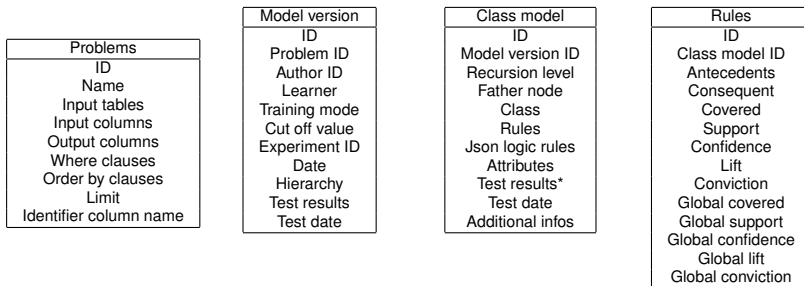 Problems
ID
Name
Input tables
Input columns
Output columns
Where clauses
Order by clauses
Limit
Identifier column name
Model version
ID
Problem ID
Author ID
Learner
Training mode
Cut off value
Experiment ID
Date
Hierarchy
Test results
Test date
Class model
ID
Model version ID
Recursion level
Father node
Class
Rules
Json logic rules
Attributes
Test results*
Test date
Additional infos
Rules
ID
Class model ID
Antecedents
Consequent
Covered
Support
Confidence
Lift
Conviction
Global covered
Global support
Global confidence
Global lift
Global conviction